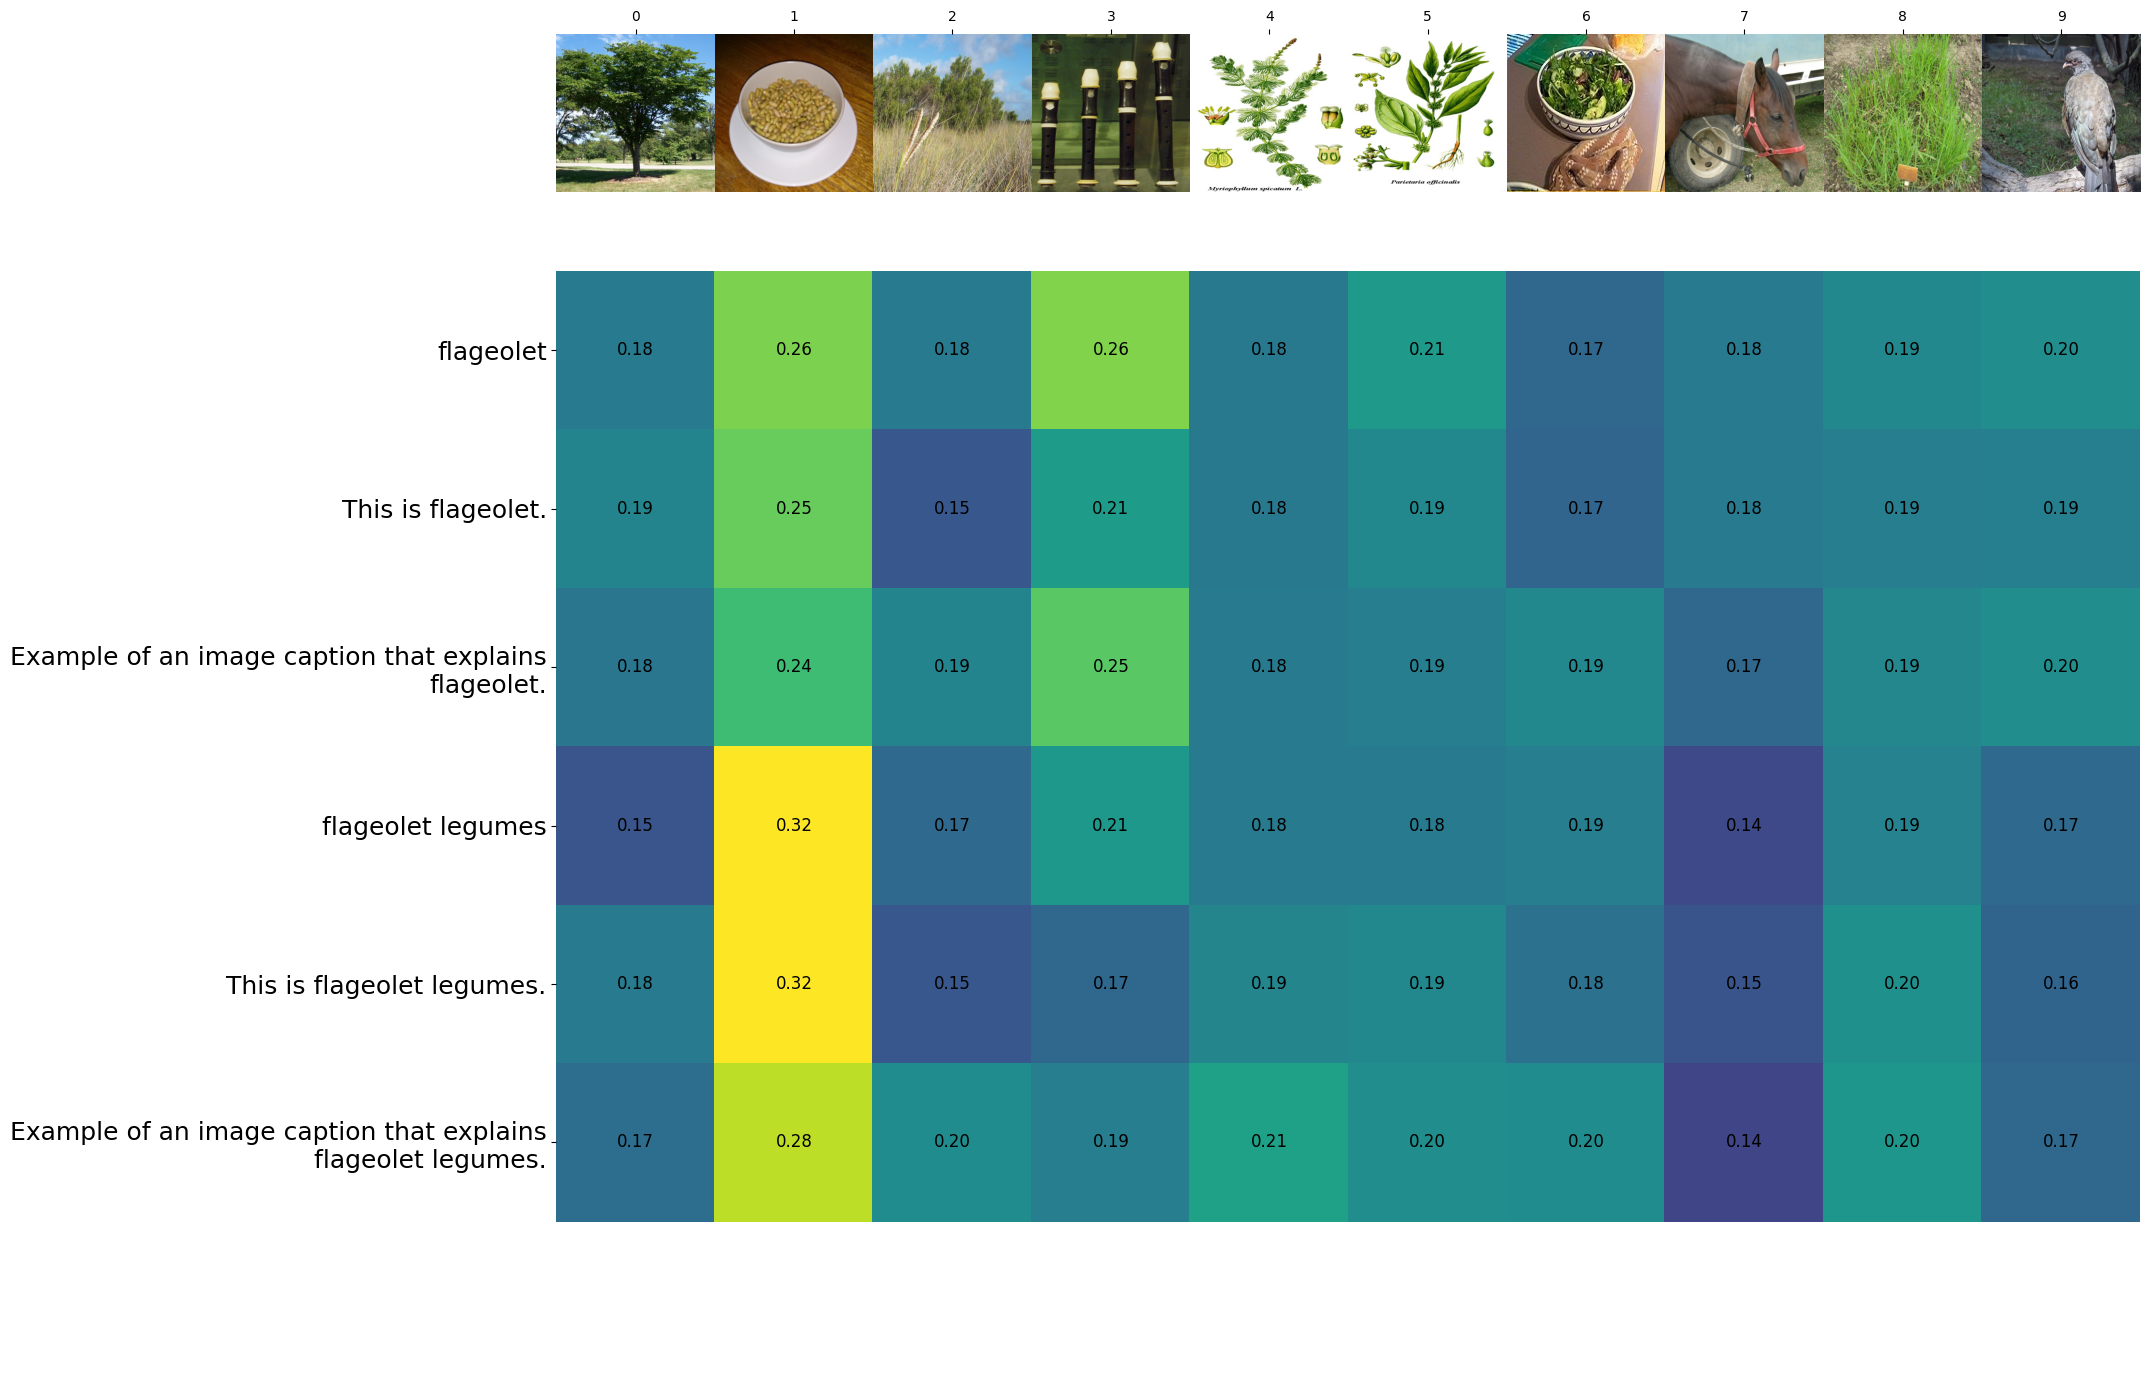 0 1 2 3 4 5 6 7 8 9
Myriophyllum spicatum L.
Parietaria officinalis
flageolet 0.18 0.26 0.18 0.26 0.18 0.21 0.17 0.18 0.19 0.20
This is flageolet. 0.19 0.25 0.15 0.21 0.18 0.19 0.17 0.18 0.19 0.19
Example of an image caption that explains
flageolet. 0.18 0.24 0.19 0.25 0.18 0.19 0.19 0.17 0.19 0.20
flageolet legumes 0.15 0.32 0.17 0.21 0.18 0.18 0.19 0.14 0.19 0.17
This is flageolet legumes. 0.18 0.32 0.15 0.17 0.19 0.19 0.18 0.15 0.20 0.16
Example of an image caption that explains
flageolet legumes. 0.17 0.28 0.20 0.19 0.21 0.20 0.20 0.14 0.20 0.17